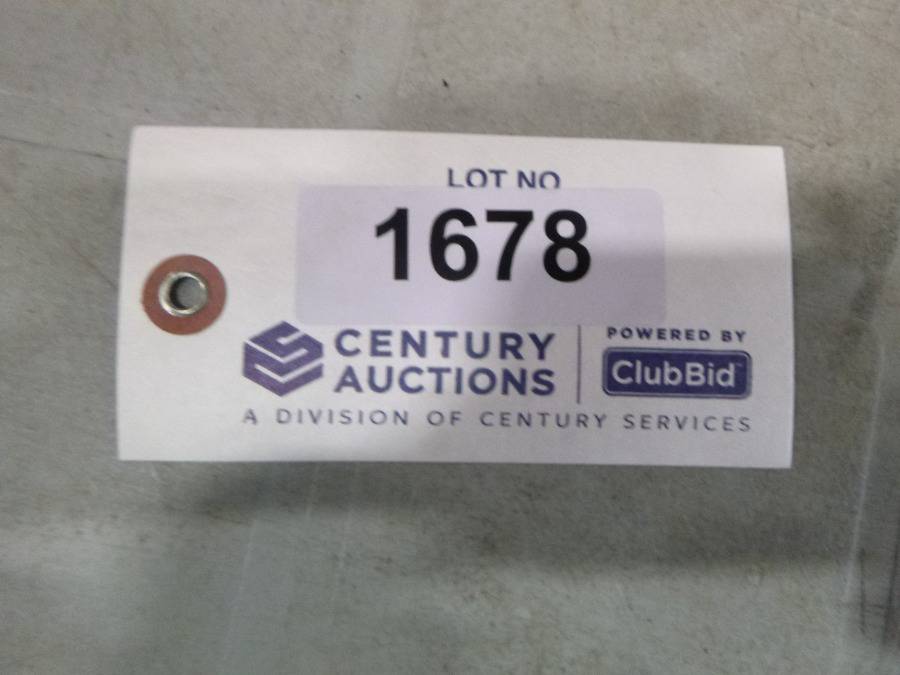 LOT NO
1678
CENTURY
AUCTIONS
POWERED BY
ClubBid
A DIVISION OF CENTURY SERVICES